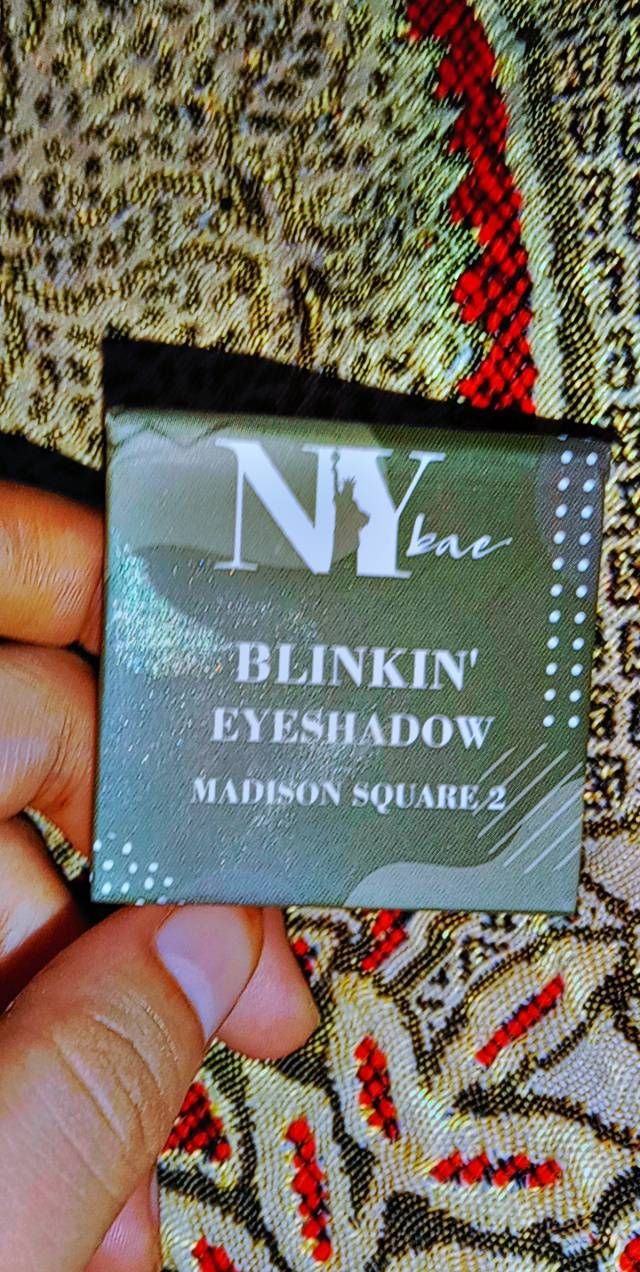 NY bae
BLINKIN'
EYESHADOW
MADISON SQUARE 2